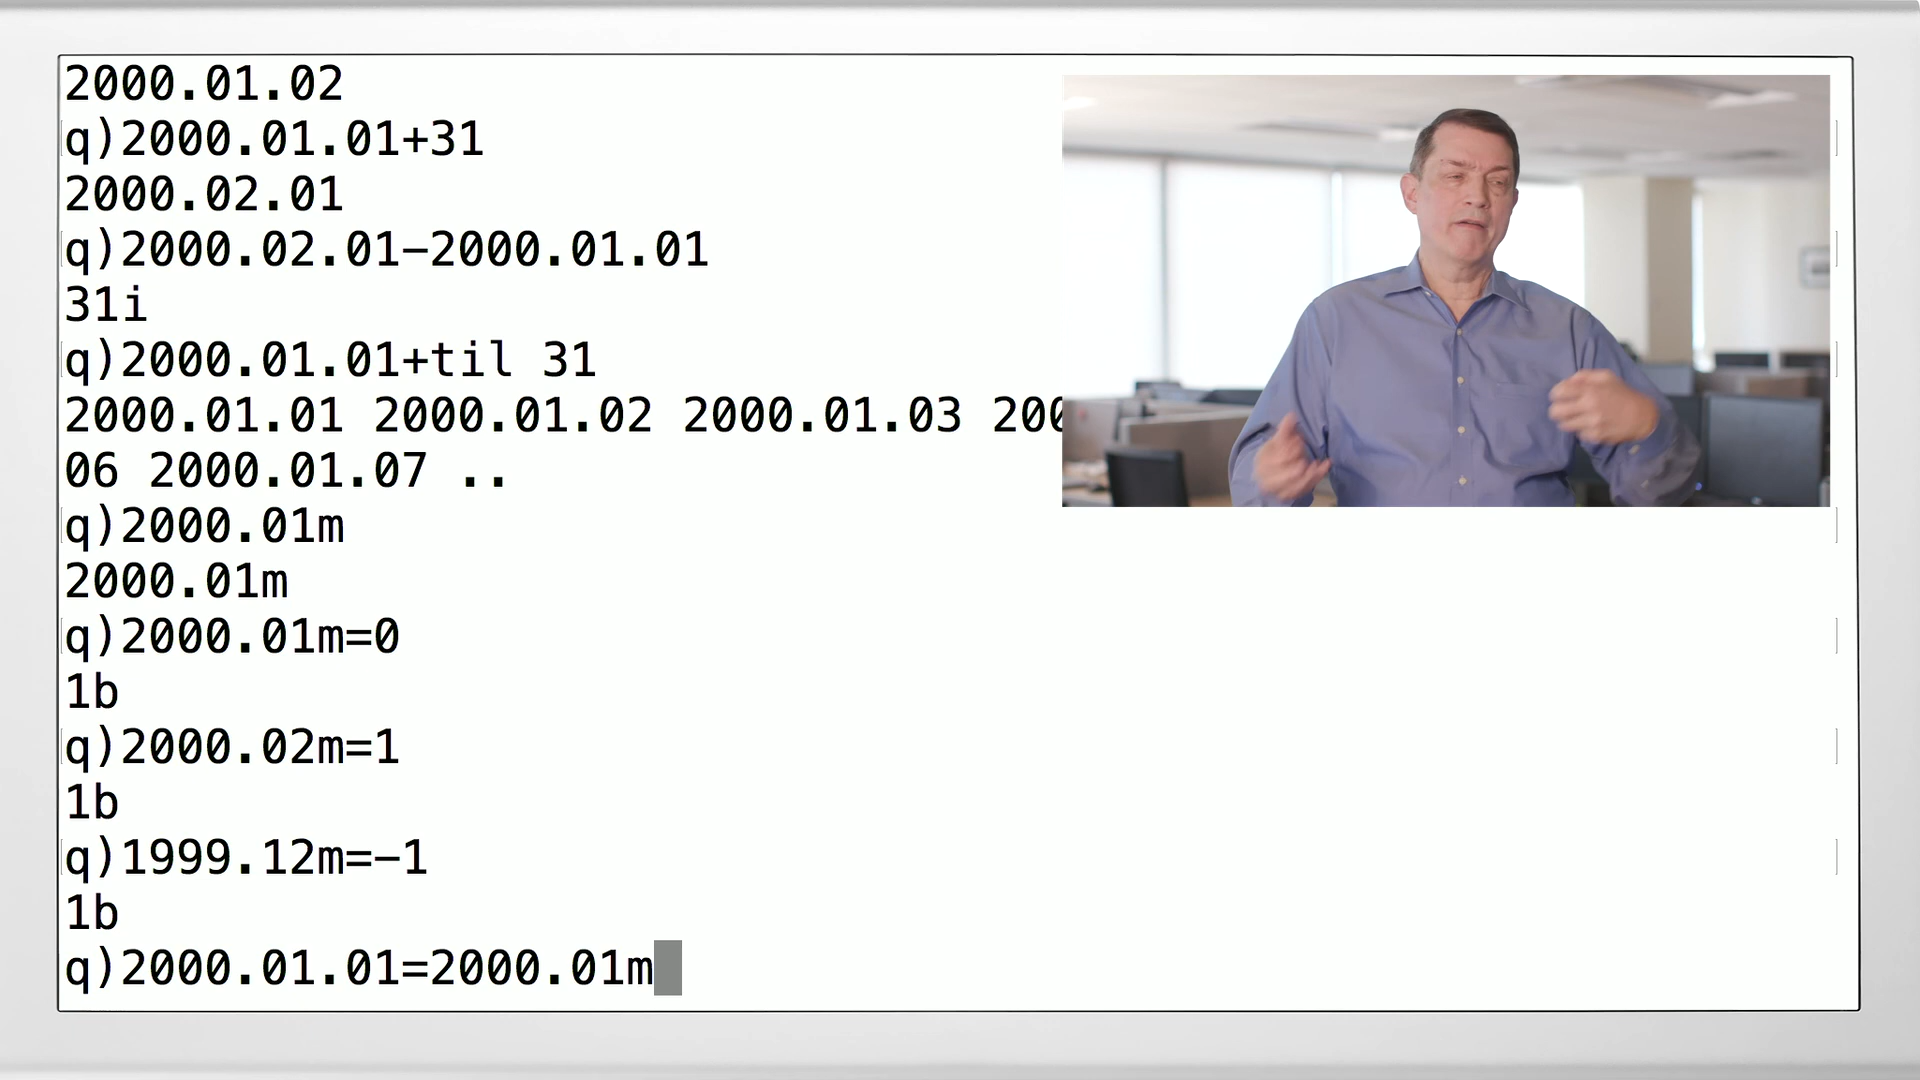 2000.01.02
q)2000.01.01+31
2000.02.01
q)2000.02.01-2000.01.01
31i
q)2000.01.01+til 31
2000.01.01 2000.01.02 2000.01.03 200
06 2000.01.07 ..
q)2000.01m
2000.01m
q)2000.01m=0
1b
q)2000.02m=1
1b
q)1999.12m=-1
1b
q)2000.01.01=2000.01m